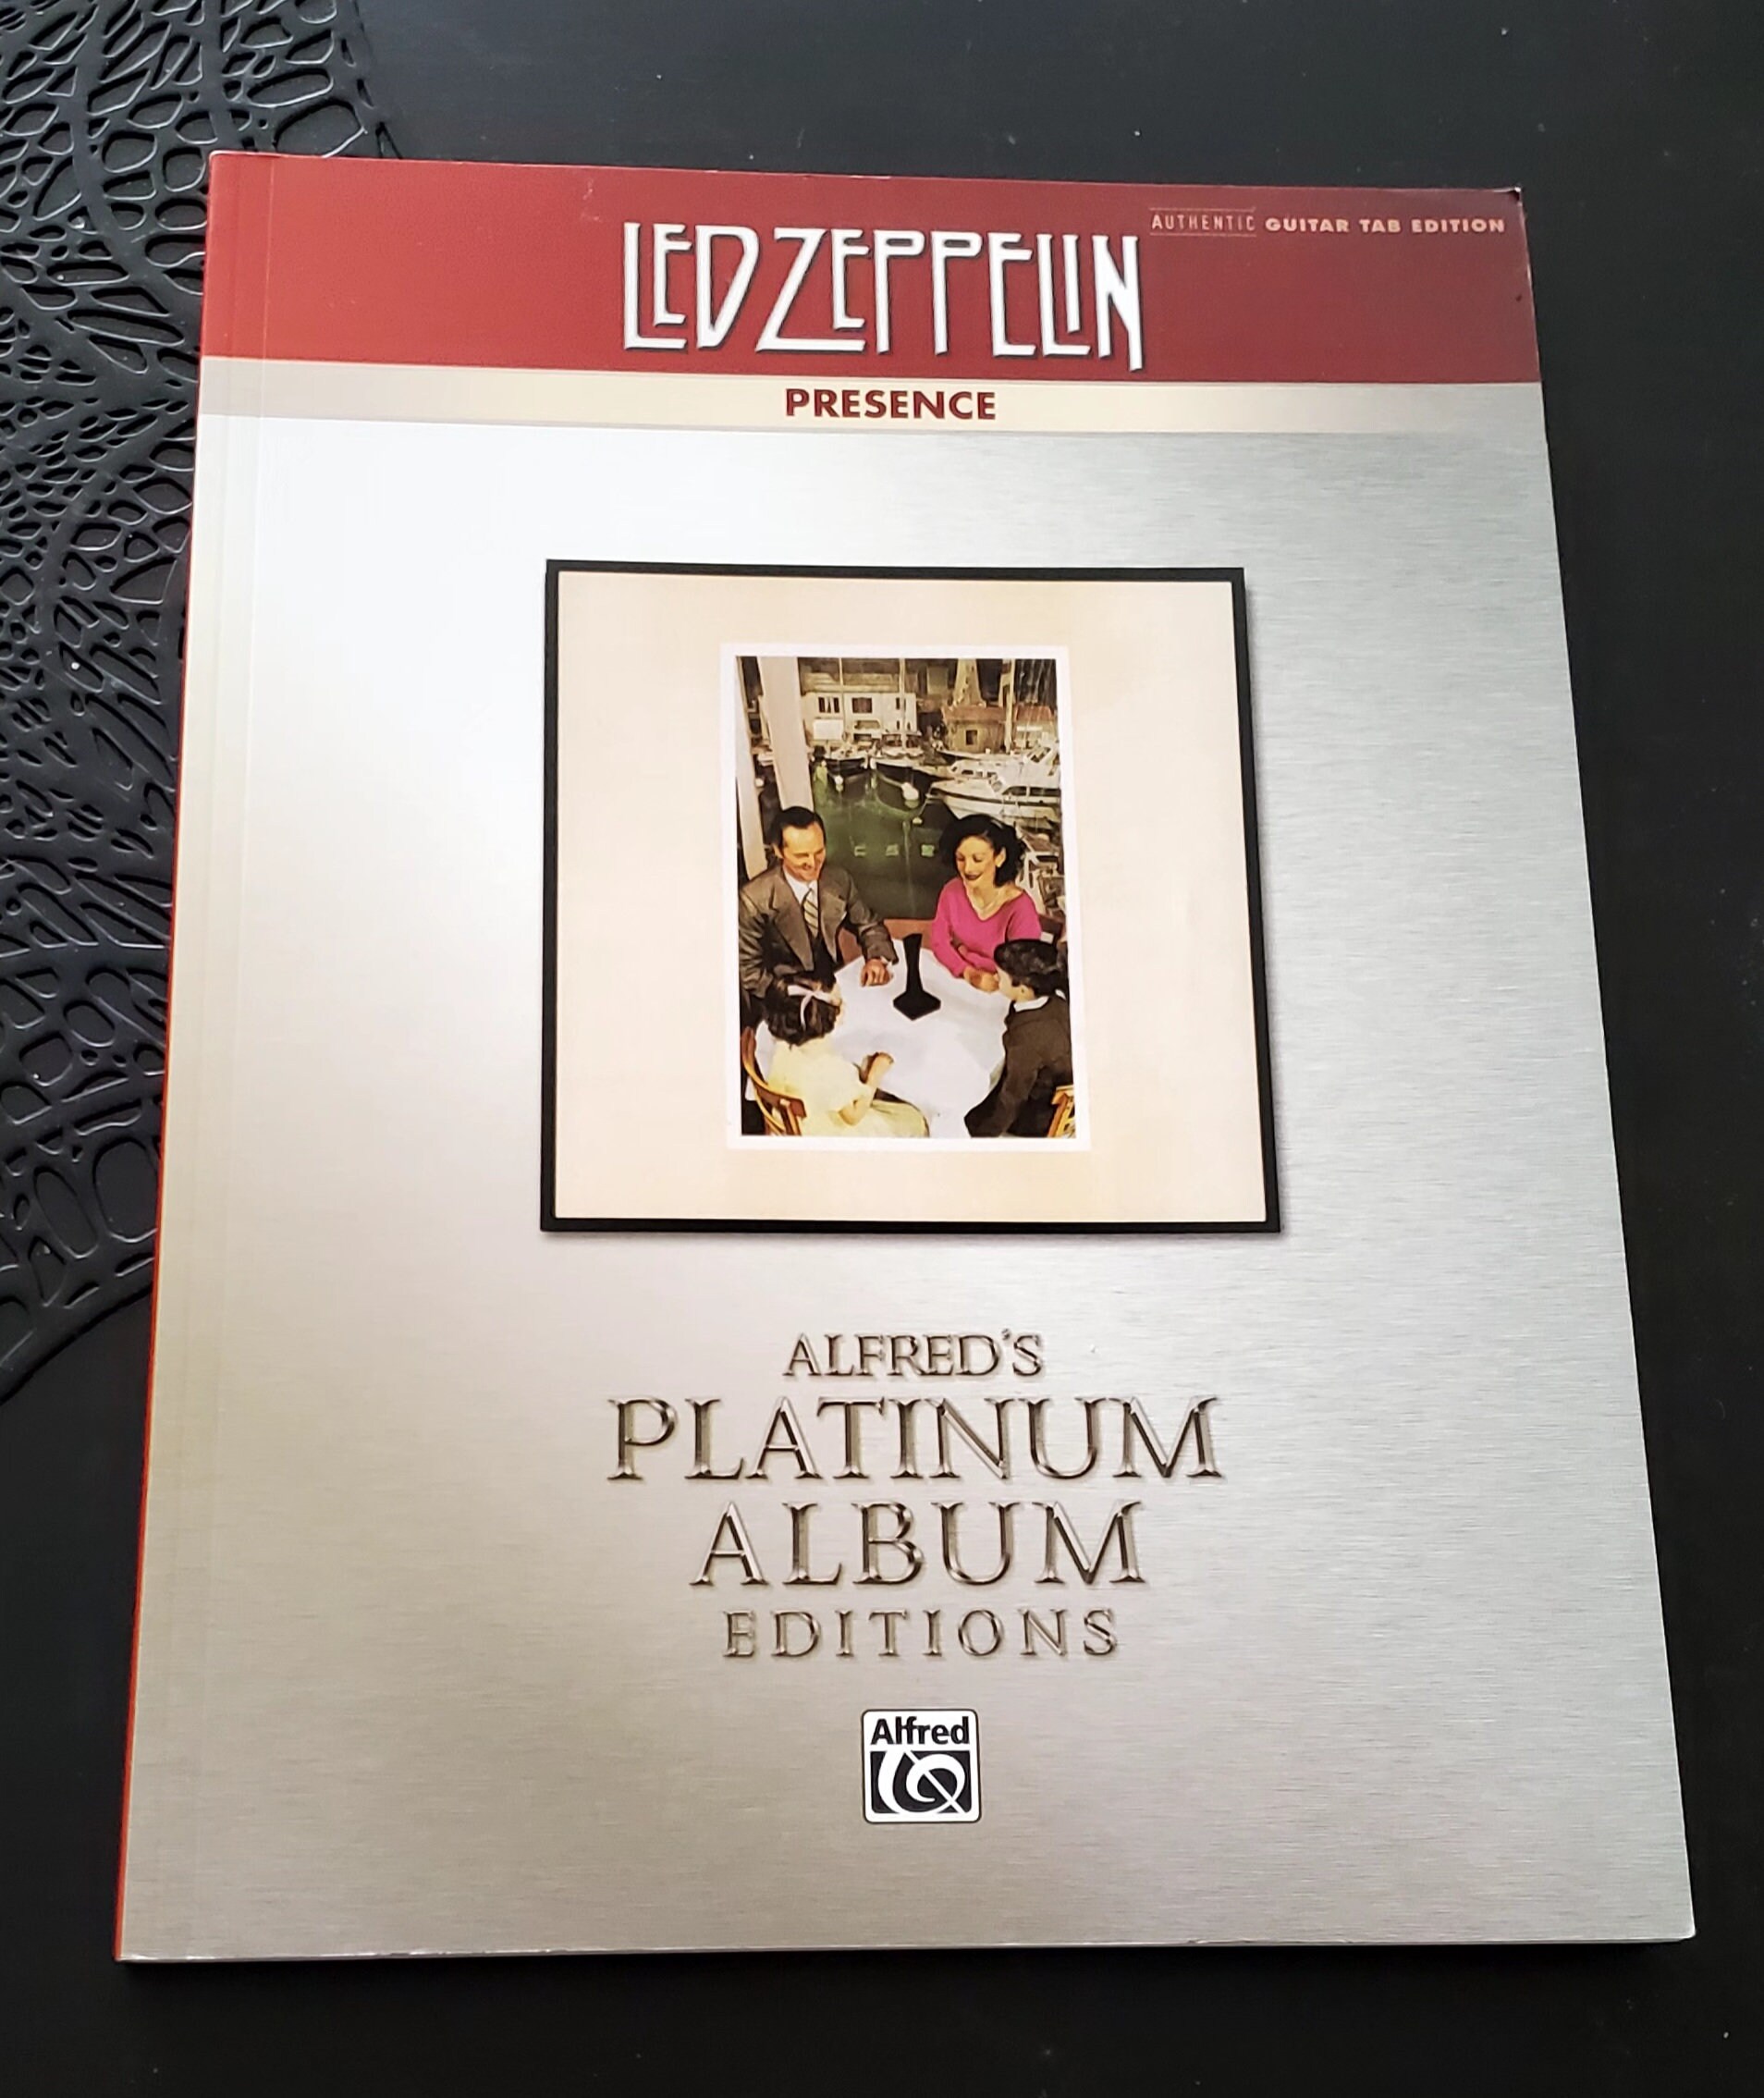 AUTHENTIC GUITAR TAB EDITION
LED ZEPPELIN
PRESENCE
ALFRED'S
PLATINUM
ALBUM
EDITIONS
Alfred